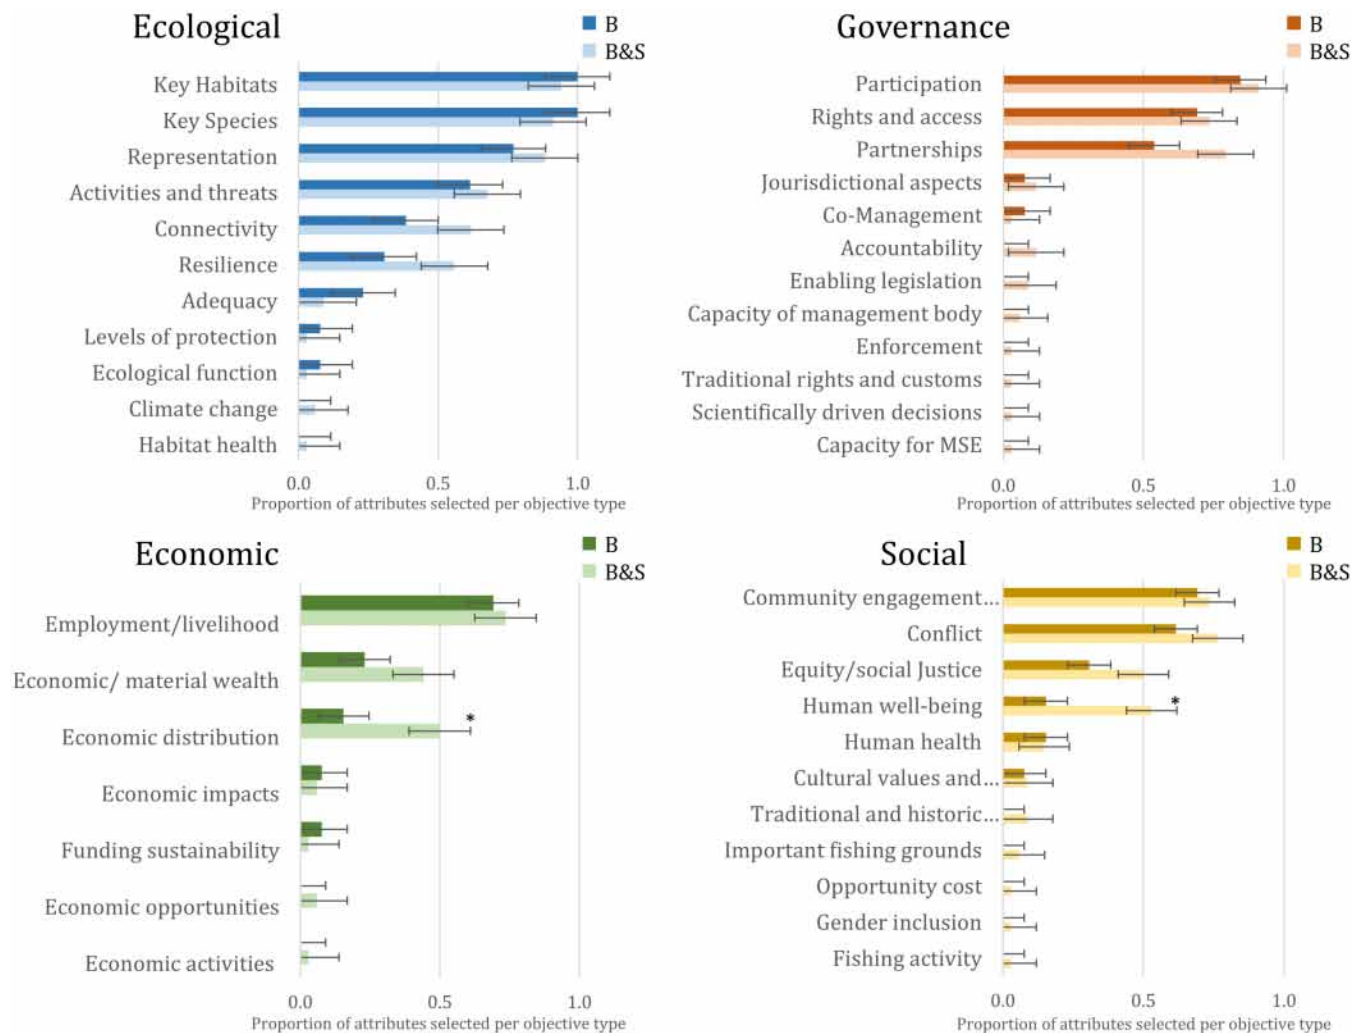 Ecological
B
B&S
Key Habitats
Key Species
Representation
Activities and threats
Connectivity
Resilience
Adequacy
Levels of protection
Ecological function
Climate change
Habitat health
0.0 0.5 1.0
Proportion of attributes selected per objective type
Governance
B
B&S
Participation
Rights and access
Partnerships
Jourisdictional aspects
Co-Management
Accountability
Enabling legislation
Capacity of management body
Enforcement
Traditional rights and customs
Scientifically driven decisions
Capacity for MSE
0.0 0.5 1.0
Proportion of attributes selected per objective type
Economic
B
B&S
Employment/livelihood
Economic/ material wealth
*
Economic distribution
Economic impacts
Funding sustainability
Economic opportunities
Economic activities
0.0 0.5 1.0
Proportion of attributes selected per objective type
Social
B
B&S
Community engagement...
Conflict
Equity/social Justice
Human well-being *
Human health
Cultural values and...
Traditional and historic...
Important fishing grounds
Opportunity cost
Gender inclusion
Fishing activity
0.0 0.5 1.0
Proportion of attributes selected per objective type